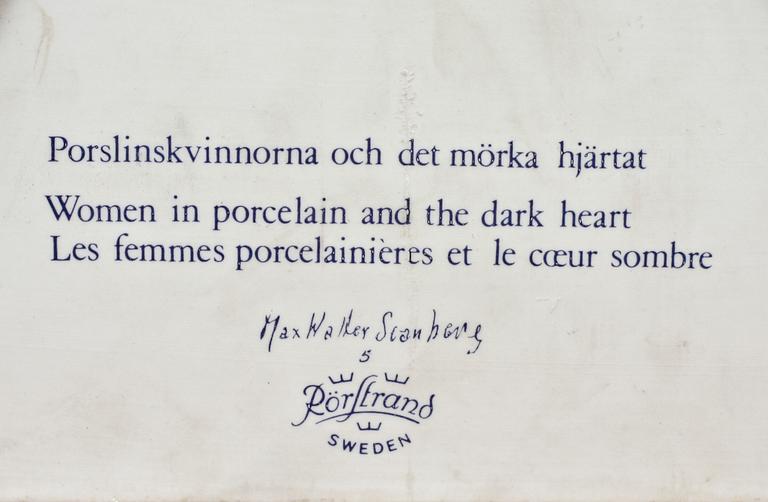 Porslinskvinnorna och det mörka hjärtat
Women in porcelain and the dark heart
Les femmes porcelainières et le cœur sombre
Max Walter Svanberg
5
Rörstrand
SWEDEN